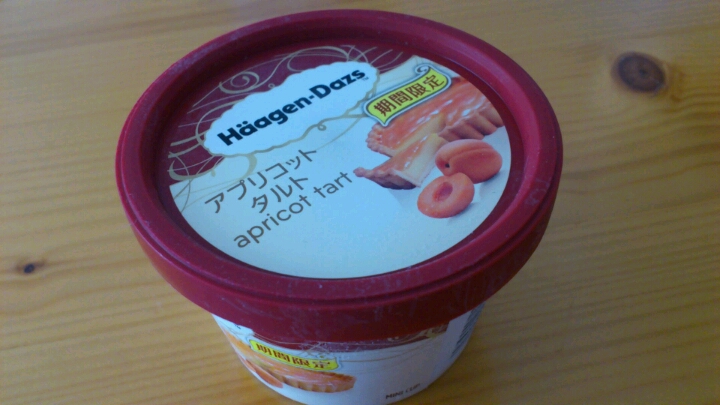 Häagen-Dazs
期間限定
アプリコット
タルト
apricot tart
期間限定